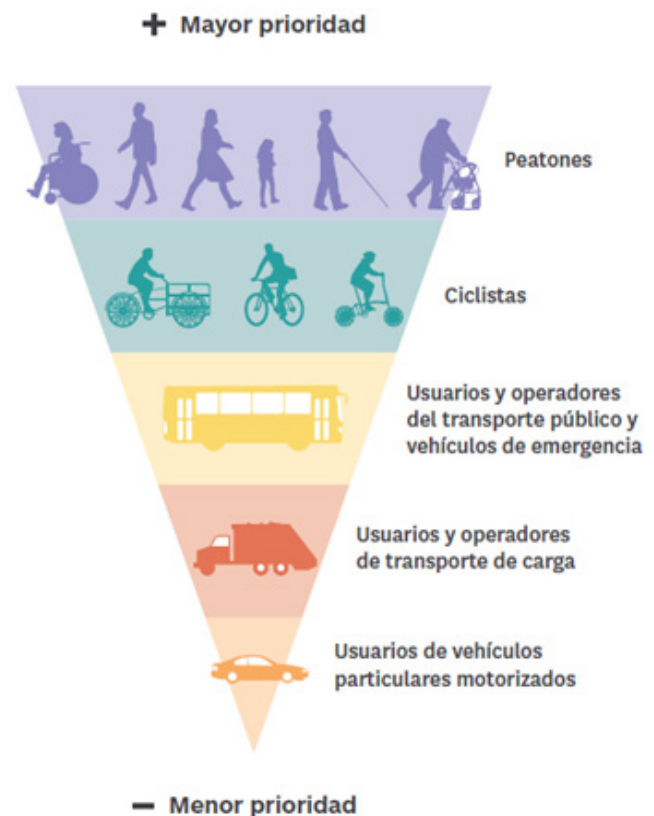 + Mayor prioridad
Peatones
Ciclistas
Usuarios y operadores
del transporte público y
vehículos de emergencia
Usuarios y operadores
de transporte de carga
Usuarios de vehículos
particulares motorizados
− Menor prioridad